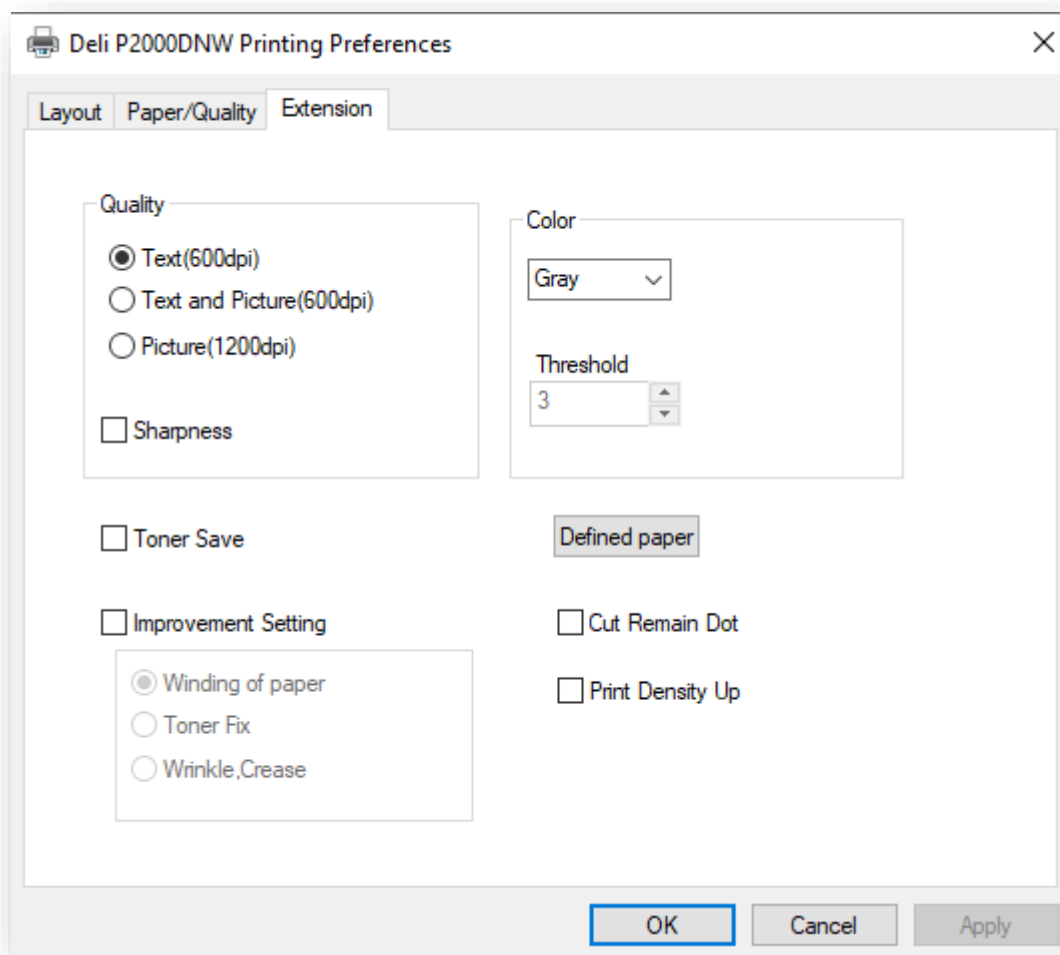 Deli P2000DNW Printing Preferences
Layout Paper/Quality Extension
Quality
Text(600dpi)
Text and Picture(600dpi)
Picture(1200dpi)
Sharpness
Color
Gray
Threshold
3
Toner Save
Defined paper
Improvement Setting
Winding of paper
Toner Fix
Wrinkle,Crease
Cut Remain Dot
Print Density Up
OK Cancel Apply